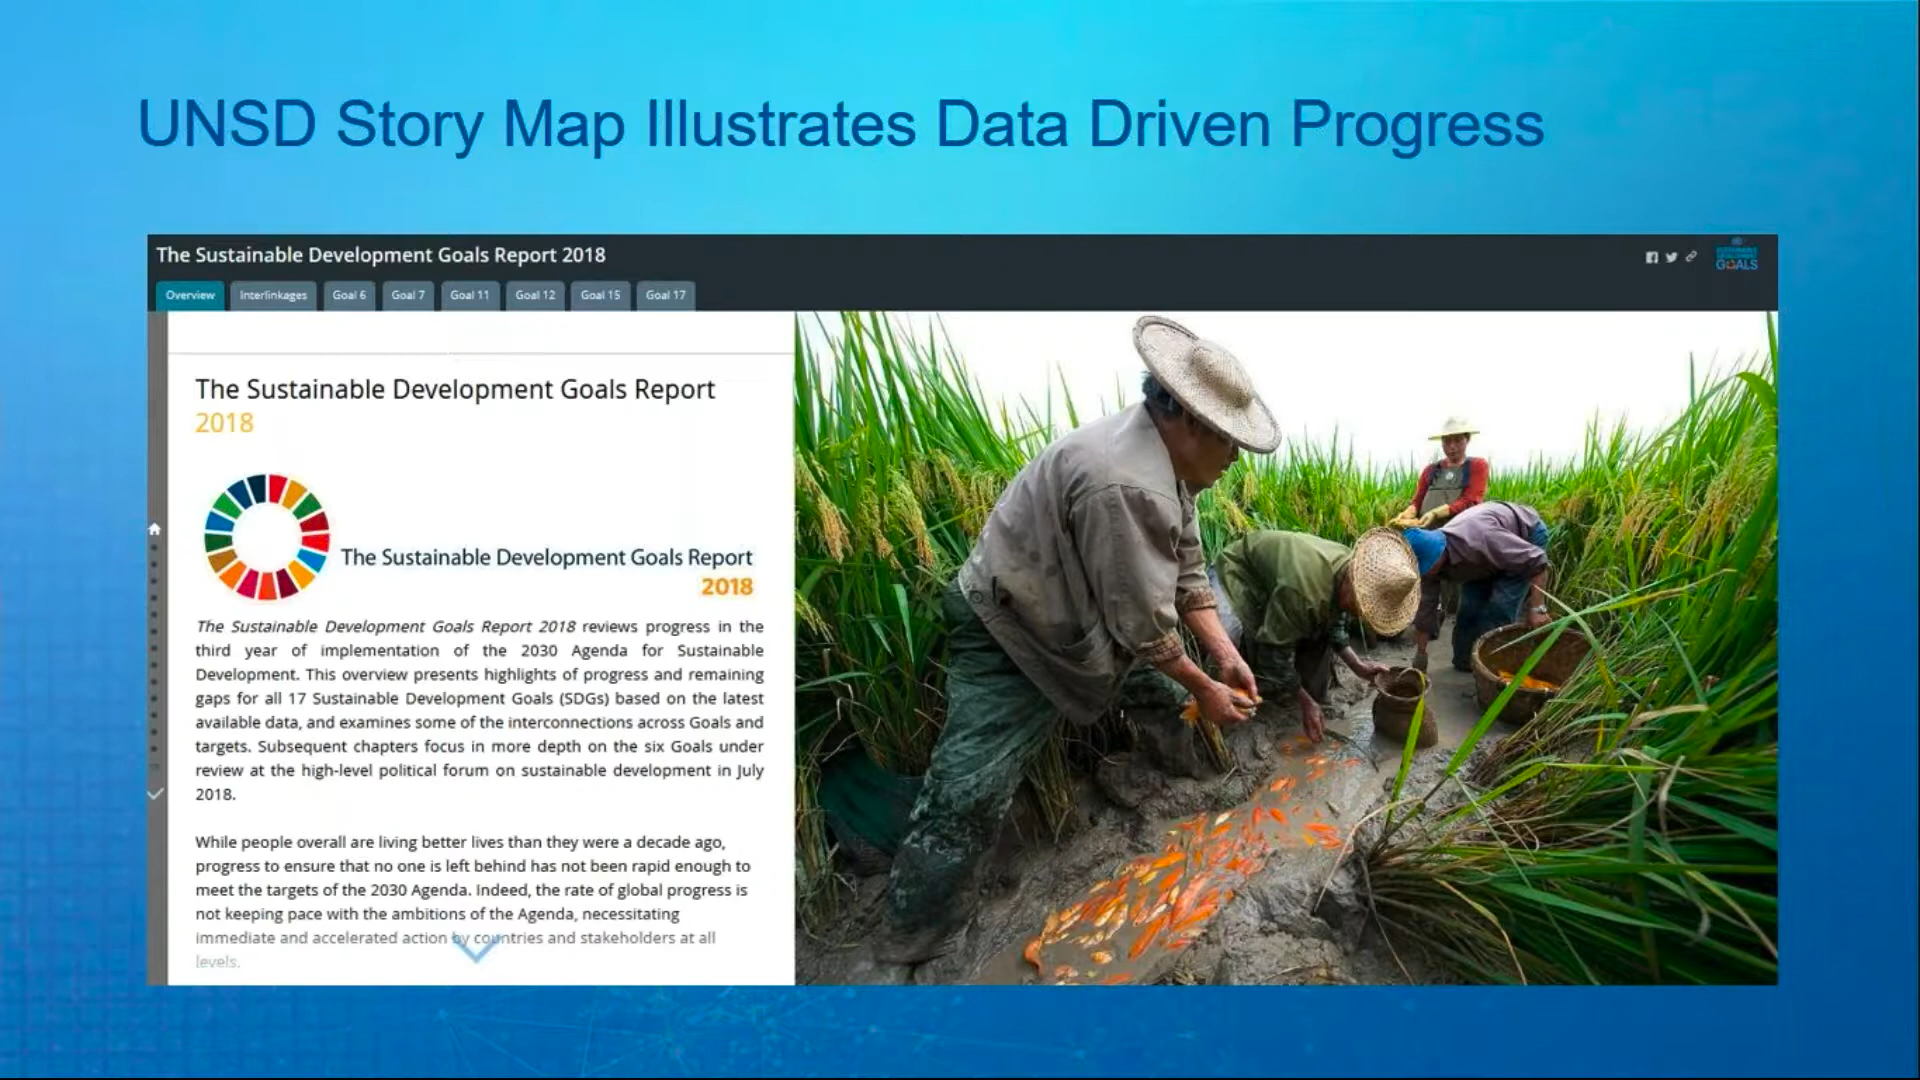 UNSD Story Map Illustrates Data Driven Progress
The Sustainable Development Goals Report 2018
Overview
Interlinkages
Goal 6
Goal 7
Goal 11
Goal 12
Goal 15
Goal 17
SUSTAINABLE
DEVELOPMENT
GOALS
The Sustainable Development Goals Report
2018
The Sustainable Development Goals Report
2018
The Sustainable Development Goals Report 2018 reviews progress in the
third year of implementation of the 2030 Agenda for Sustainable
Development. This overview presents highlights of progress and remaining
gaps for all 17 Sustainable Development Goals (SDGs) based on the latest
available data, and examines some of the interconnections across Goals and
targets. Subsequent chapters focus in more depth on the six Goals under
review at the high-level political forum on sustainable development in July
2018.
While people overall are living better lives than they were a decade ago,
progress to ensure that no one is left behind has not been rapid enough to
meet the targets of the 2030 Agenda. Indeed, the rate of global progress is
not keeping pace with the ambitions of the Agenda, necessitating
immediate and accelerated action by countries and stakeholders at all
levels.